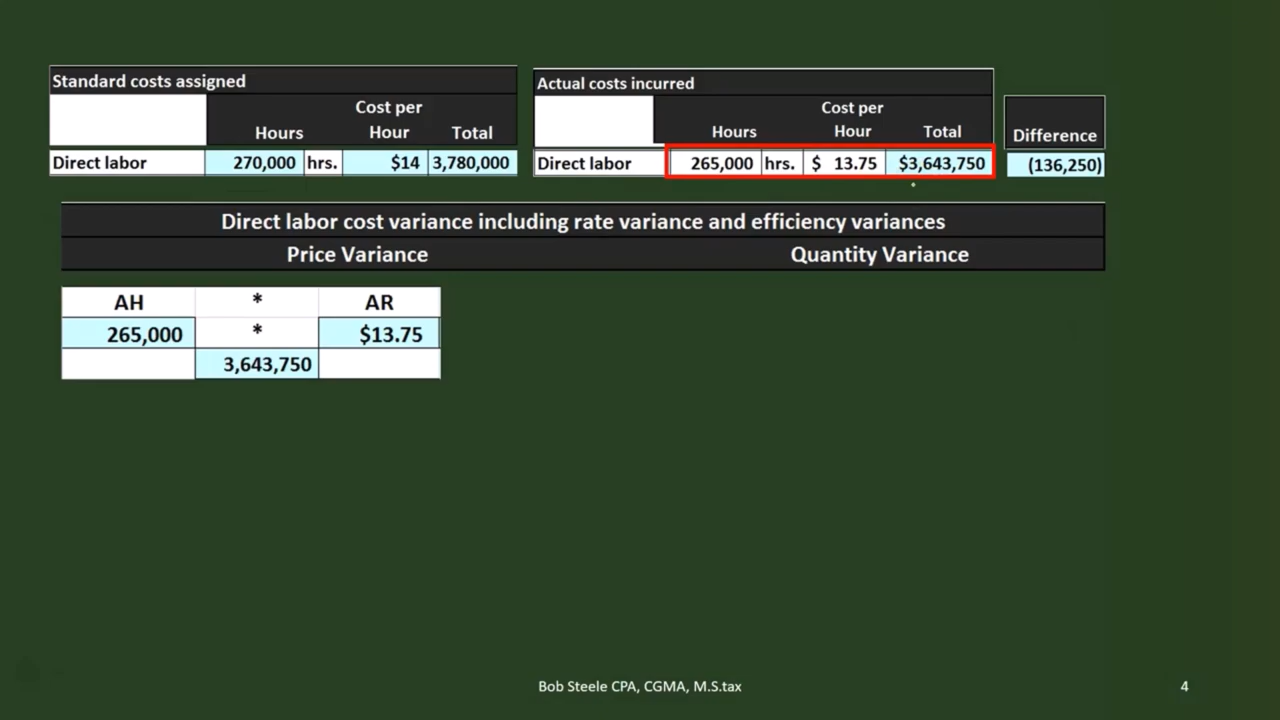 Standard costs assigned
Hours Cost per Hour Total
Direct labor 270,000 hrs. $14 3,780,000
Actual costs incurred
Hours Cost per Hour Total
Direct labor 265,000 hrs. $ 13.75 $3,643,750
Difference
(136,250)
Direct labor cost variance including rate variance and efficiency variances
Price Variance Quantity Variance
AH * AR
265,000 * $13.75
3,643,750
Bob Steele CPA, CGMA, M.S.tax 4